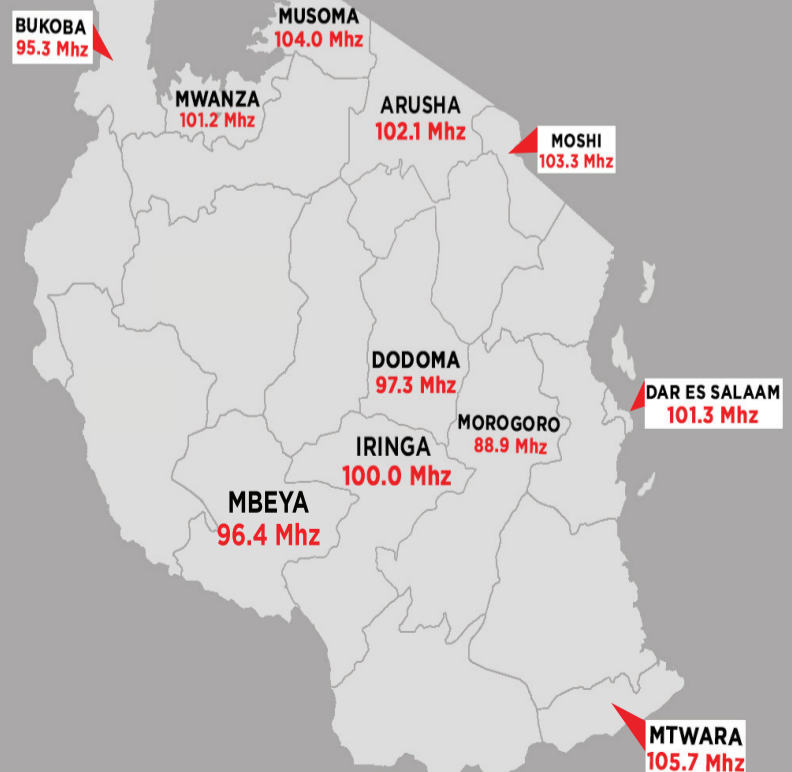 BUKOBA
95.3 Mhz
MUSOMA
104.0 Mhz
MWANZA
101.2 Mhz
ARUSHA
102.1 Mhz
MOSHI
103.3 Mhz
DODOMA
97.3 Mhz
DAR ES SALAAM
101.3 Mhz
MOROGORO
88.9 Mhz
IRINGA
100.0 Mhz
MBEYA
96.4 Mhz
MTWARA
105.7 Mhz